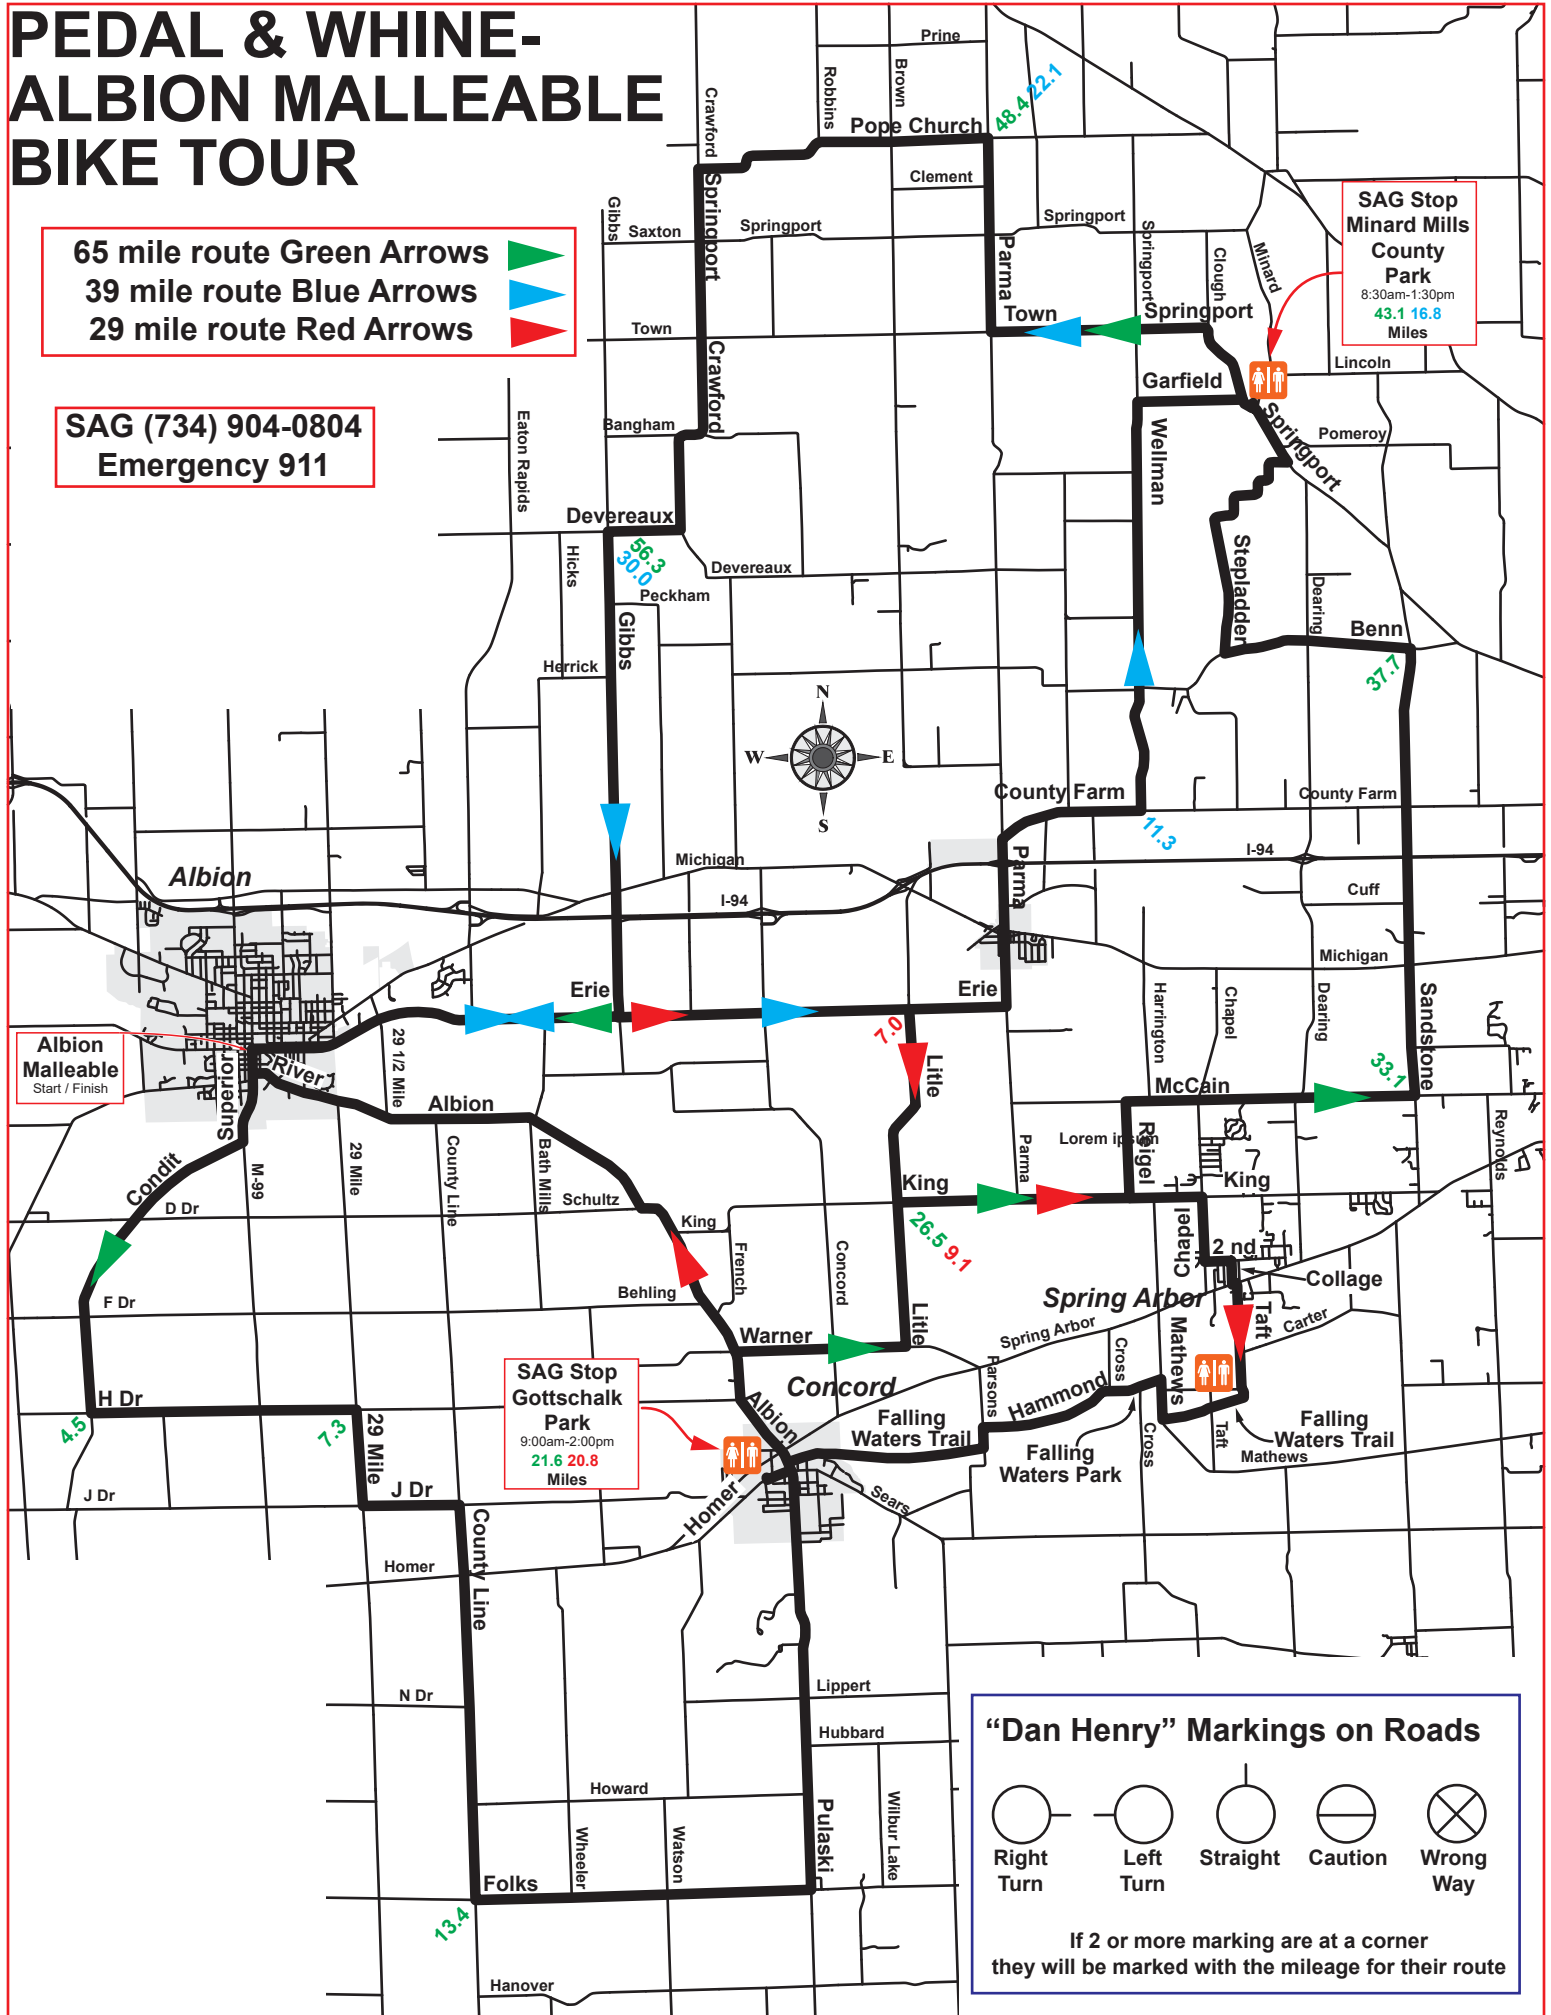 PEDAL & WHINE-
ALBION MALLEABLE
BIKE TOUR
65 mile route Green Arrows
39 mile route Blue Arrows
29 mile route Red Arrows
SAG (734) 904-0804
Emergency 911
Prine
Crawford
Robbins
Brown
48.4 22.1
Pope Church
Clement
Springport
Gibbs
Saxton
Springport
Springport
Parma
Springport
Clough
Minard
SAG Stop
Minard Mills
County
Park
8:30am-1:30pm
43.1 16.8
Miles
Town
Town
Springport
Lincoln
Crawford
Garfield
Springport
Pomeroy
Eaton Rapids
Bangham
Wellman
Devereaux
56.3
30.0
Hicks
Devereaux
Peckham
Stepladder
Dearing
Benn
37.7
Gibbs
Herrick
N
W
E
S
County Farm
County Farm
11.3
Michigan
Parma
I-94
Albion
I-94
Cuff
Michigan
Erie
Erie
Harrington
Chapel
Dearing
Sandstone
Albion
Malleable
Start / Finish
River
29 1/2 Mile
7.0
Litle
33.1
McCain
Superior
Albion
County Line
Bath Mills
Parma
Lorem ipsum
Reigel
Reynolds
Condit
M-99
29 Mile
D Dr
Schultz
King
King
King
26.5 9.1
French
Concord
Chapel
2 nd
Collage
F Dr
Behling
Litle
Spring Arbor
Taft
Carter
Warner
Spring Arbor
Cross
Mathews
Parsons
SAG Stop
Gottschalk
Park
9:00am-2:00pm
21.6 20.8
Miles
Concord
Albion
Hammond
H Dr
4.5
7.3
29 Mile
Falling
Waters Trail
Falling
Waters Park
Cross
Taft
Falling
Waters Trail
Mathews
J Dr
J Dr
Homer
Sears
County Line
Homer
N Dr
Lippert
Hubbard
Howard
Wheeler
Watson
Pulaski
Wilbur Lake
Folks
13.4
Hanover
“Dan Henry” Markings on Roads
Right
Turn
Left
Turn
Straight
Caution
Wrong
Way
If 2 or more marking are at a corner
they will be marked with the mileage for their route